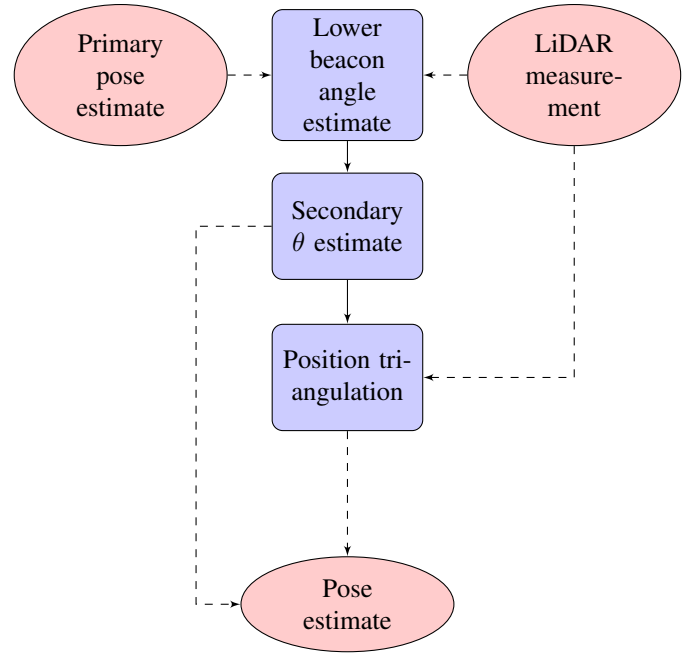 Primary
pose
estimate
Lower
beacon
angle
estimate
LiDAR
measure-
ment
Secondary
θ estimate
Position tri-
angulation
Pose
estimate